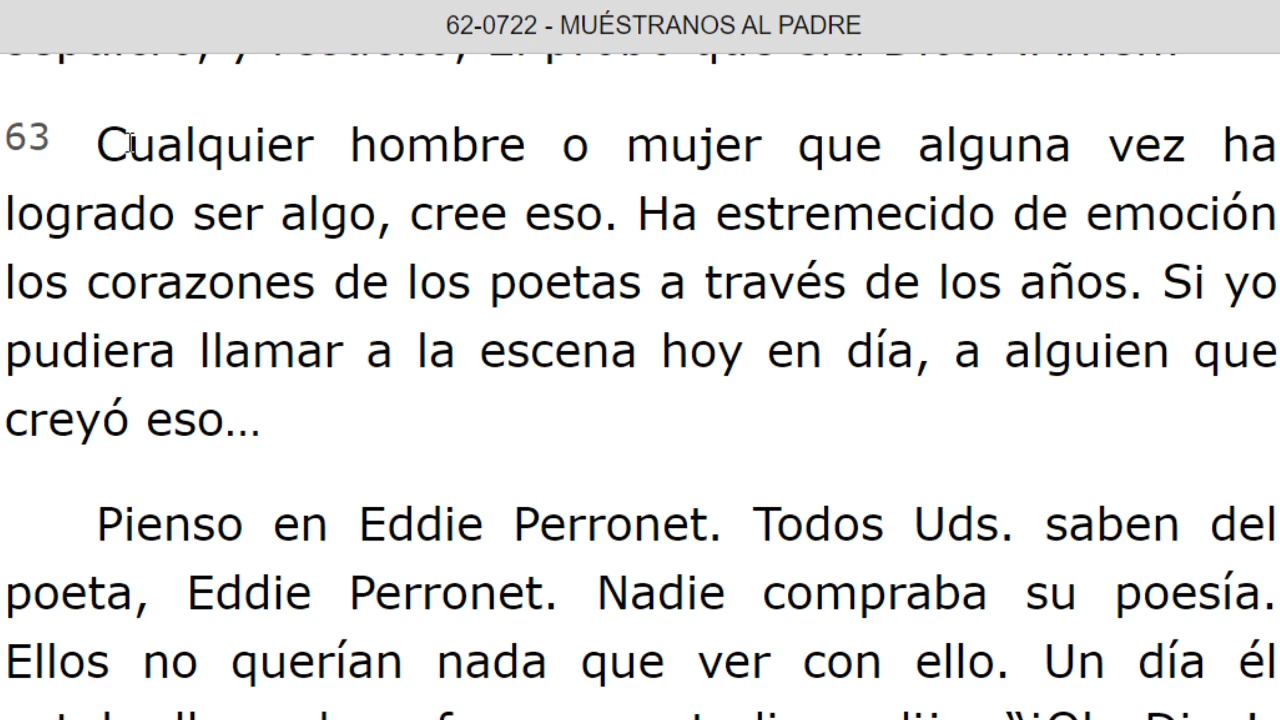 62-0722 - MUÉSTRANOS AL PADRE
63 Cualquier hombre o mujer que alguna vez ha
logrado ser algo, cree eso. Ha estremecido de emoción
los corazones de los poetas a través de los años. Si yo
pudiera llamar a la escena hoy en día, a alguien que
creyó eso…
Pienso en Eddie Perronet. Todos Uds. saben del
poeta, Eddie Perronet. Nadie compraba su poesía.
Ellos no querían nada que ver con ello. Un día él